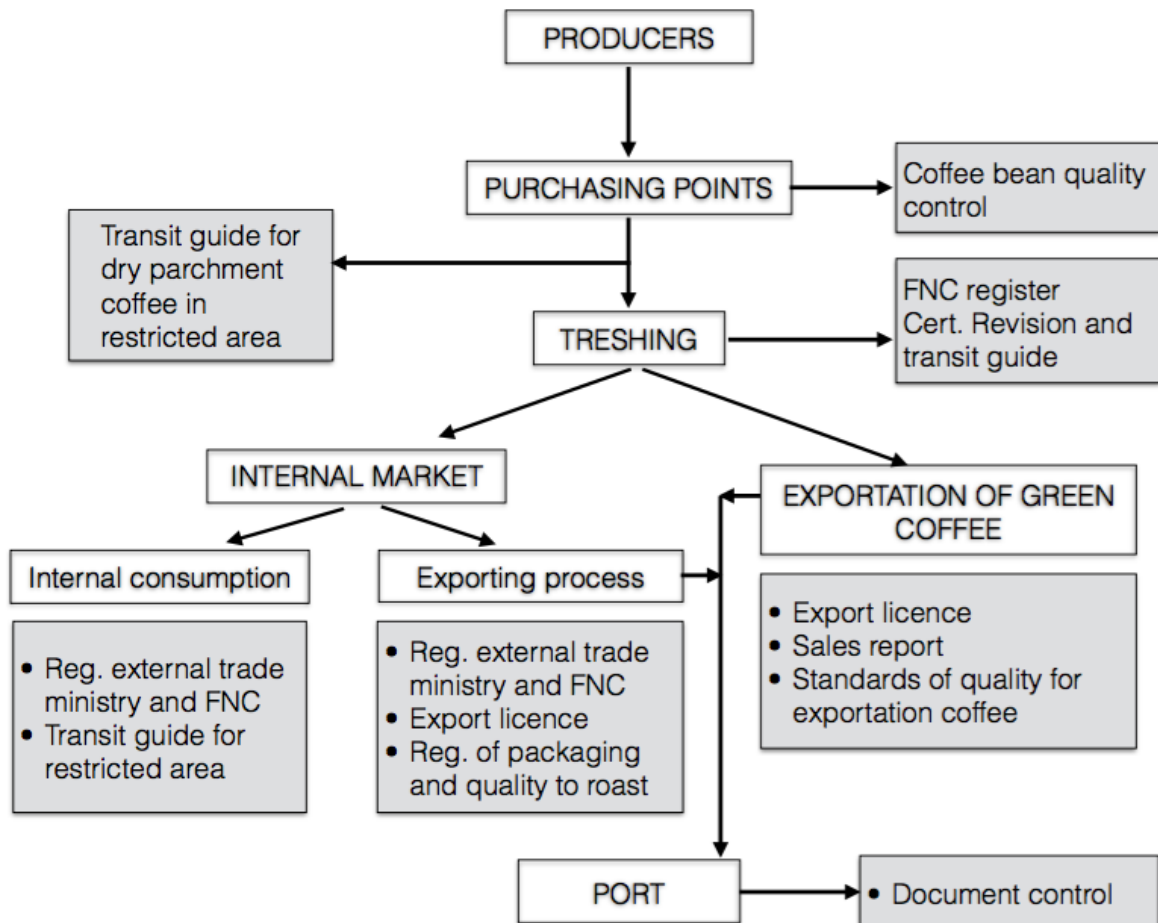 PRODUCERS
PURCHASING POINTS
Coffee bean quality
control
Transit guide for
dry parchment
coffee in
restricted area
FNC register
Cert. Revision and
transit guide
TRESHING
INTERNAL MARKET
EXPORTATION OF GREEN
COFFEE
Internal consumption
Exporting process
• Reg. external trade
ministry and FNC
• Transit guide for
restricted area
• Reg. external trade
ministry and FNC
• Export licence
• Reg. of packaging
and quality to roast
• Export licence
• Sales report
• Standards of quality for
exportation coffee
PORT
• Document control